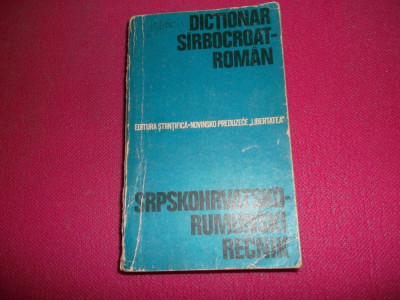 DICTIONAR
SÎRBOCROAT-
ROMÂN
EDITURA ŞTIINŢIFICĂ-NOVINSKO PREDUZEĆE „LIBERTATEA"
SRPSKOHRVATSKO-
RUMUNSKI
REČNIK